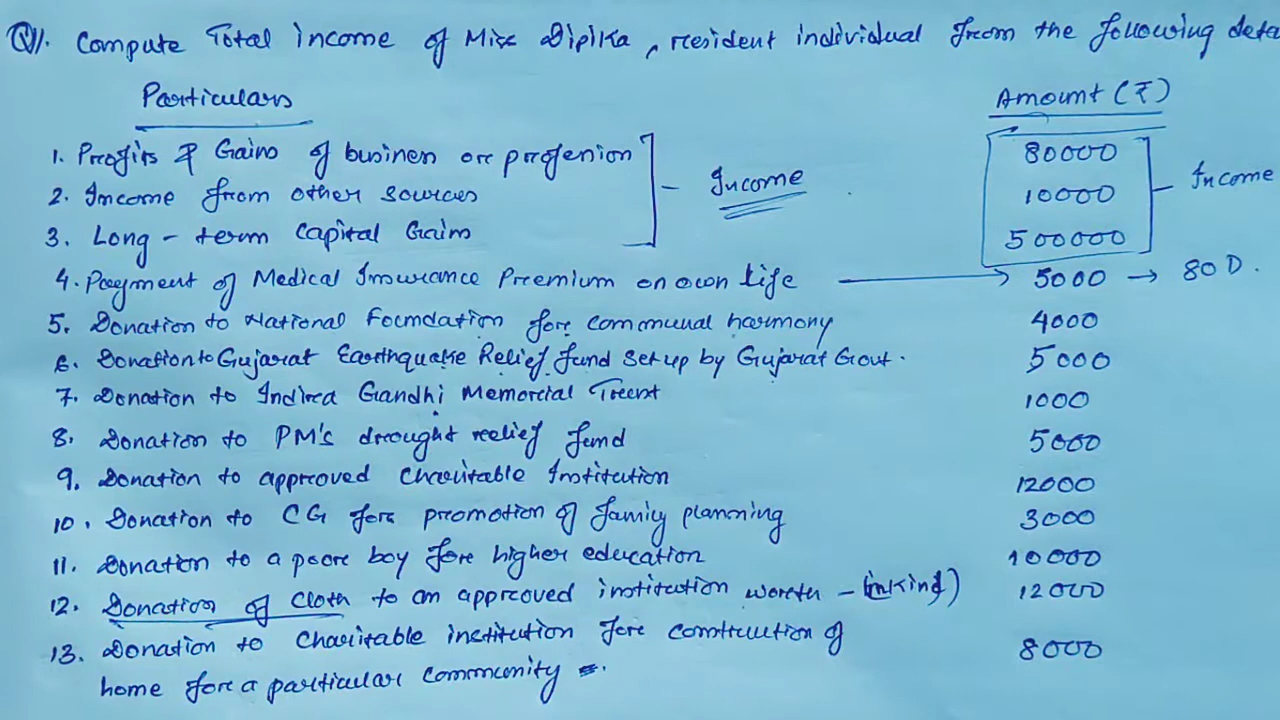 Q1. Compute Total income of Miss Dipika, resident individual from the following data
Particulars Amount (₹)
1. Profits & Gains of business or profession 80000
2. Income from other sources - Income 10000 - Income
3. Long-term Capital Gains 500000
4. Payment of Medical Insurance Premium on own life → 5000 → 80D.
5. Donation to National Foundation for communal harmony 4000
6. Donation to Gujarat Earthquake Relief fund set up by Gujarat Govt. 5000
7. Donation to Indira Gandhi Memorial Trust 1000
8. Donation to PM's drought relief fund 5000
9. Donation to approved charitable Institution 12000
10. Donation to CG for promotion of family planning 3000
11. Donation to a poor boy for higher education 10000
12. Donation of Cloth to an approved institution worth - (in kind) 12000
13. Donation to Charitable institution for construction of 8000
home for a particular community.